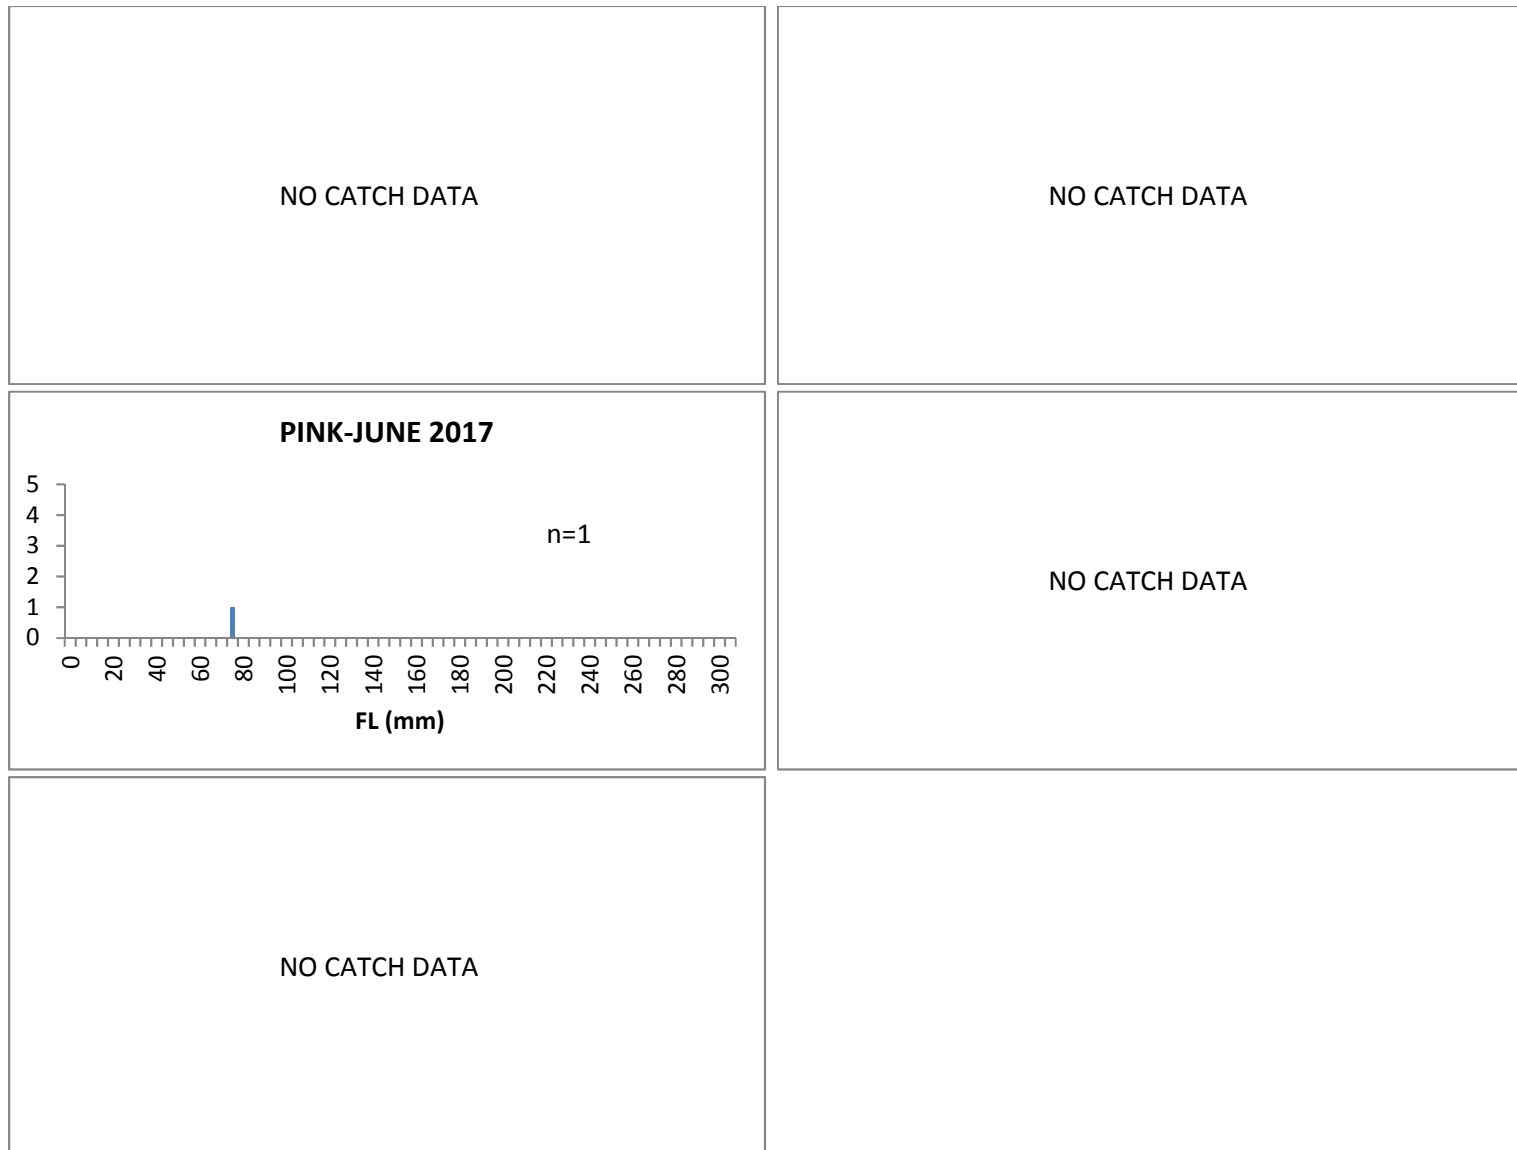 NO CATCH DATA
NO CATCH DATA
PINK-JUNE 2017
5
4
3
2
1
0
n=1
0 20 40 60 80 100 120 140 160 180 200 220 240 260 280 300
FL (mm)
NO CATCH DATA
NO CATCH DATA